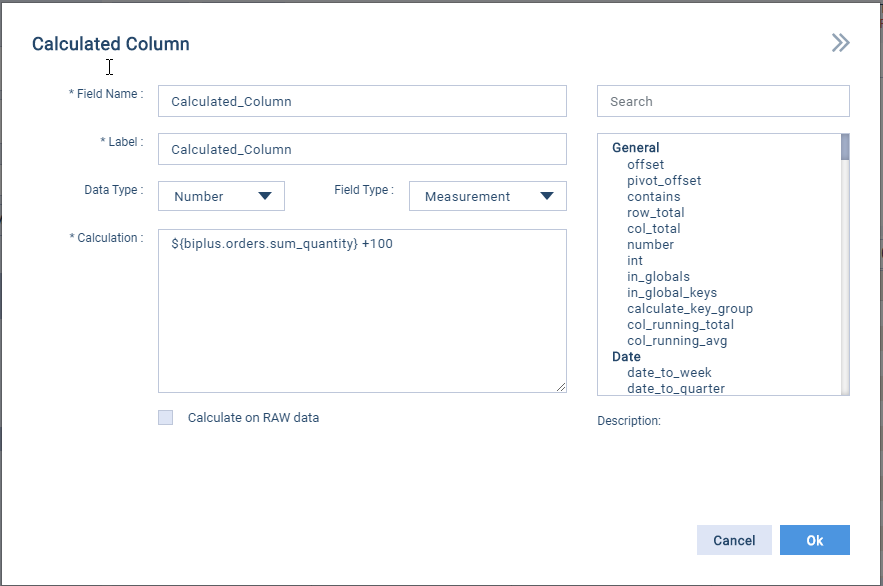 Calculated Column
* Field Name :
Calculated_Column
* Label :
Calculated_Column
Data Type :
Number
Field Type :
Measurement
* Calculation :
${biplus.orders.sum_quantity} +100
Calculate on RAW data
Search
General
offset
pivot_offset
contains
row_total
col_total
number
int
in_globals
in_global_keys
calculate_key_group
col_running_total
col_running_avg
Date
date_to_week
date_to_quarter
Description:
Cancel
Ok